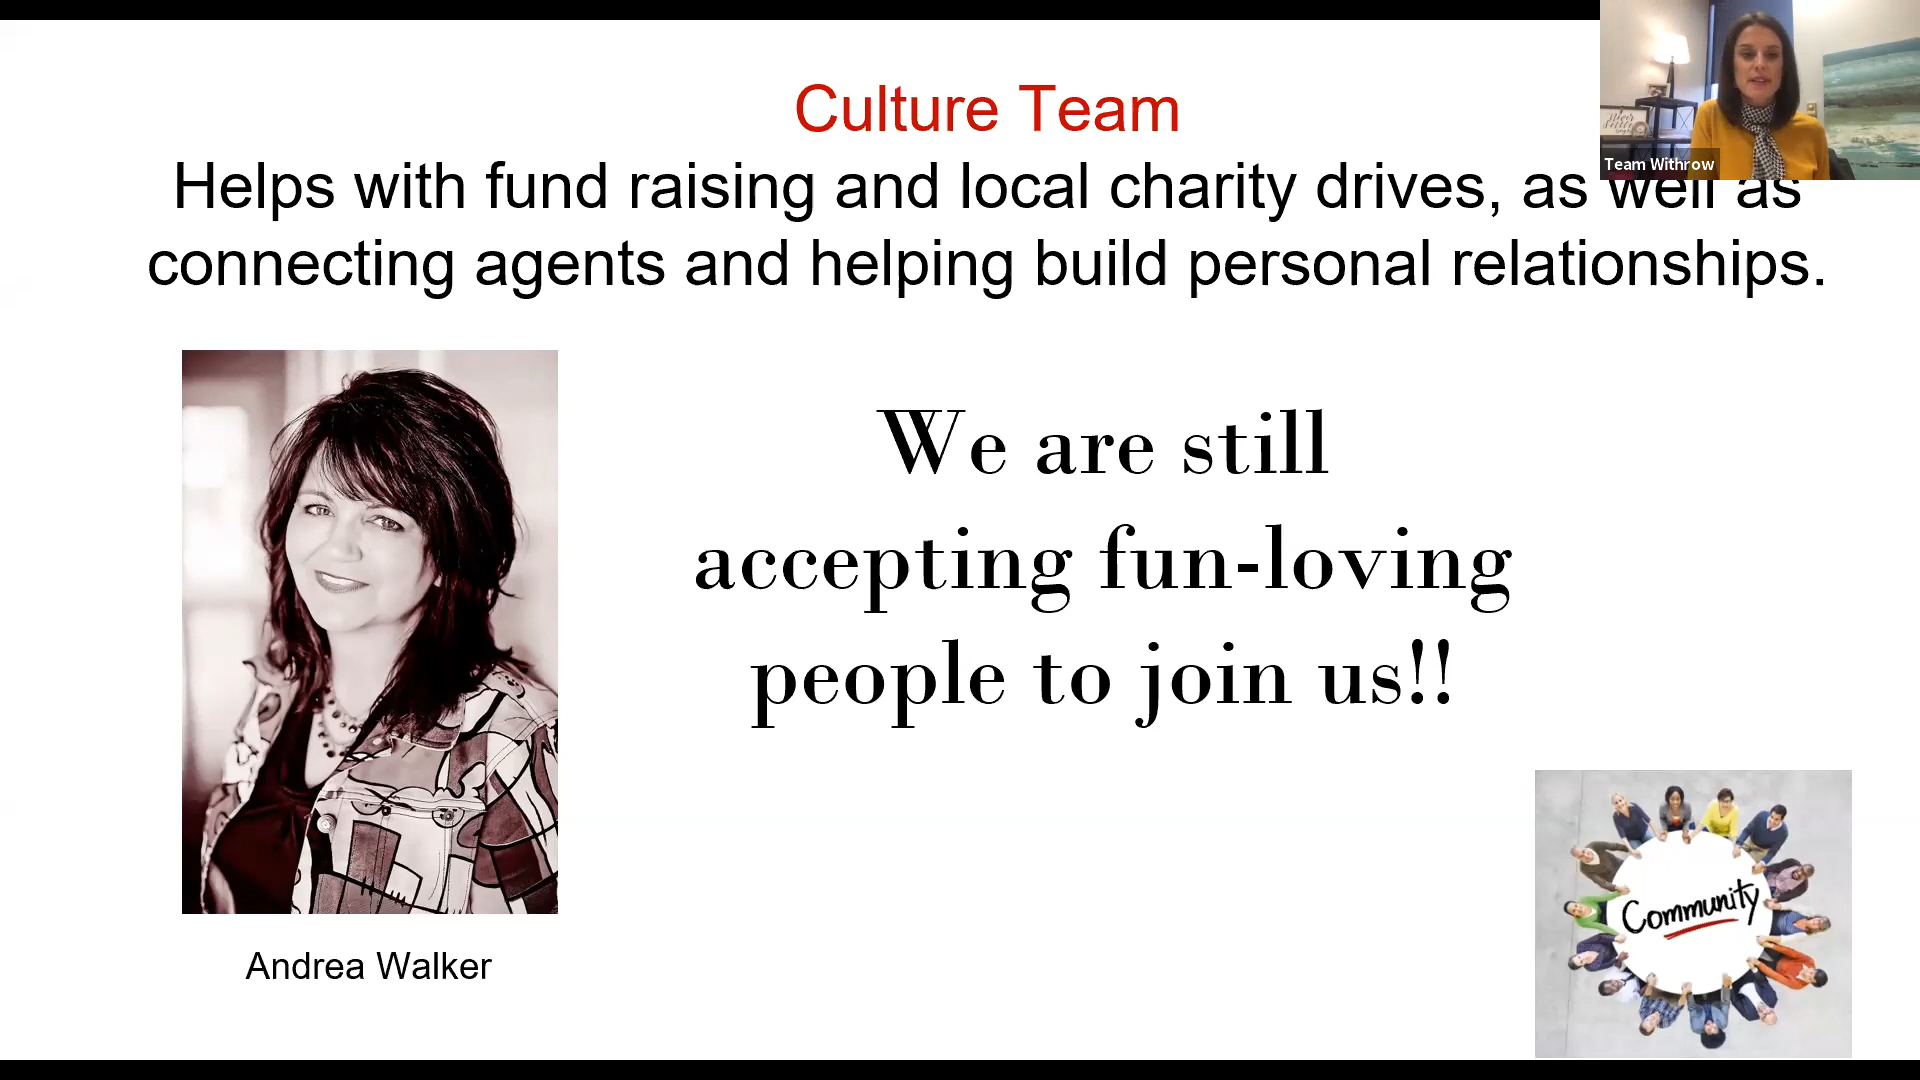 Culture Team
Helps with fund raising and local charity drives, as well as
connecting agents and helping build personal relationships.
Team Withrow
We are still
accepting fun-loving
people to join us!!
Community
Andrea Walker